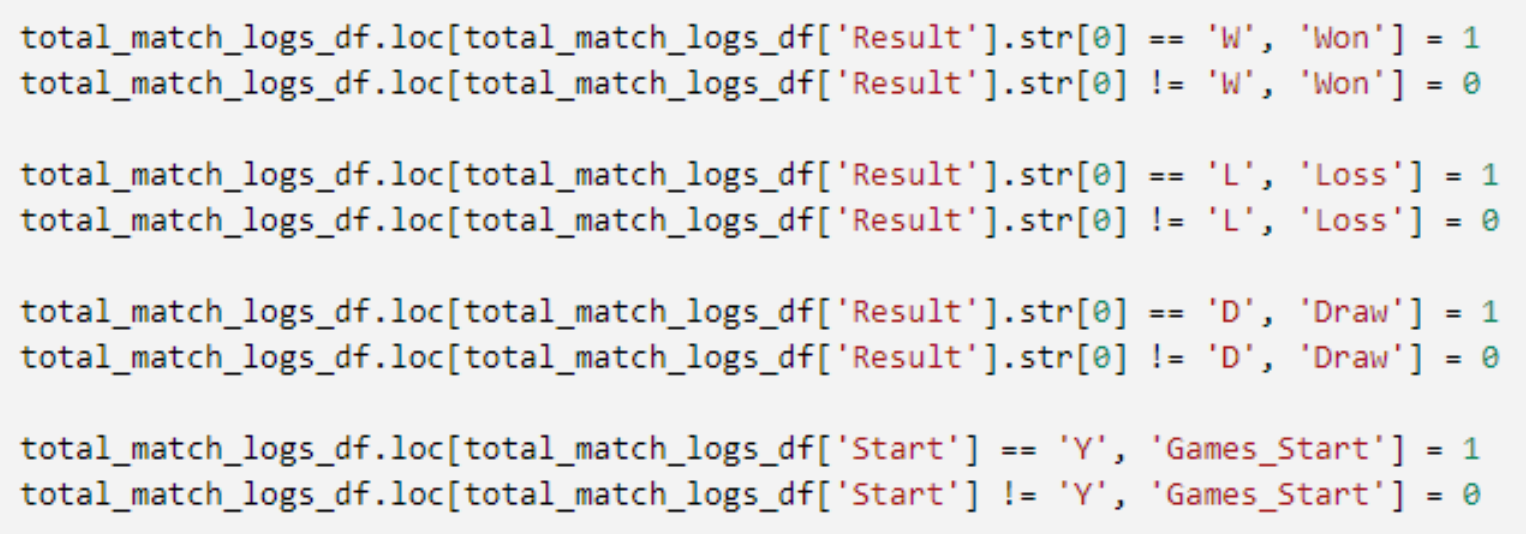 total_match_logs_df.loc[total_match_logs_df['Result'].str[0] == 'W', 'Won'] = 1
total_match_logs_df.loc[total_match_logs_df['Result'].str[0] != 'W', 'Won'] = 0
total_match_logs_df.loc[total_match_logs_df['Result'].str[0] == 'L', 'Loss'] = 1
total_match_logs_df.loc[total_match_logs_df['Result'].str[0] != 'L', 'Loss'] = 0
total_match_logs_df.loc[total_match_logs_df['Result'].str[0] == 'D', 'Draw'] = 1
total_match_logs_df.loc[total_match_logs_df['Result'].str[0] != 'D', 'Draw'] = 0
total_match_logs_df.loc[total_match_logs_df['Start'] == 'Y', 'Games_Start'] = 1
total_match_logs_df.loc[total_match_logs_df['Start'] != 'Y', 'Games_Start'] = 0